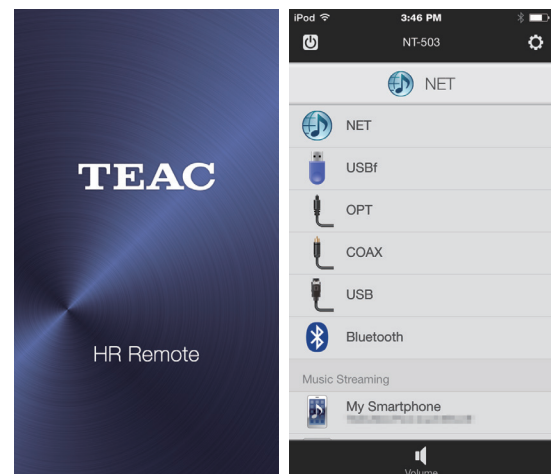 TEAC
HR Remote
iPod 3:46 PM
NT-503
NET
NET
USBf
OPT
COAX
USB
Bluetooth
Music Streaming
My Smartphone
Volume